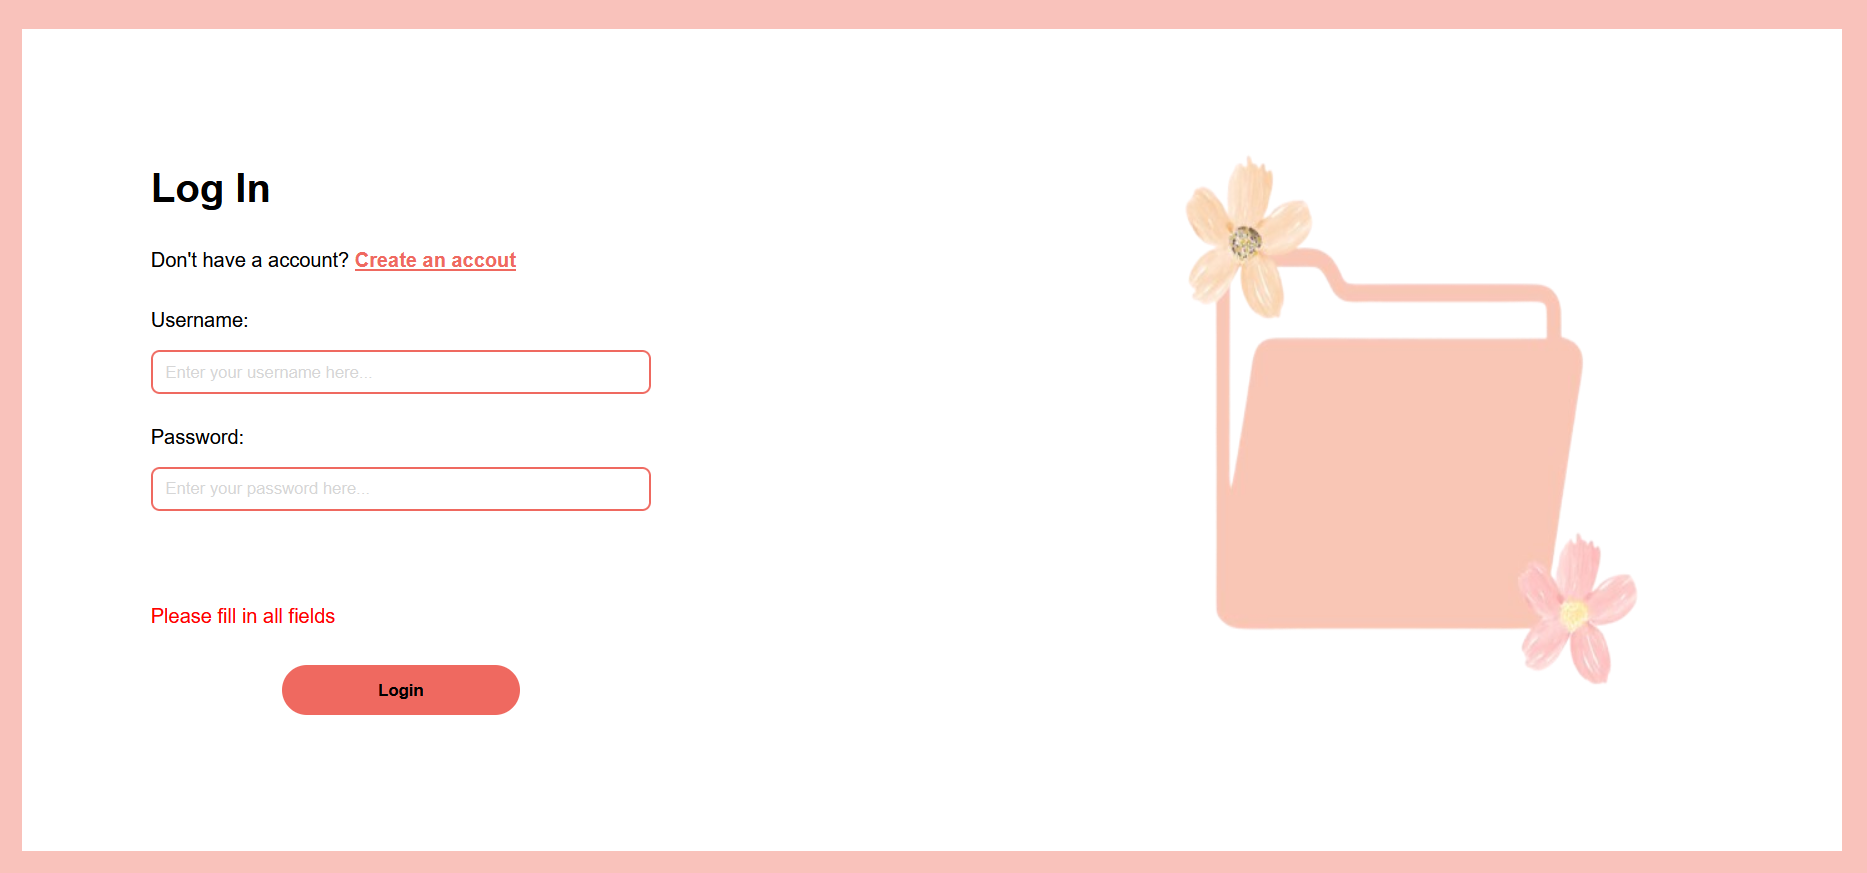 Log In
Don't have a account? Create an accout
Username:
Enter your username here...
Password:
Enter your password here...
Please fill in all fields
Login